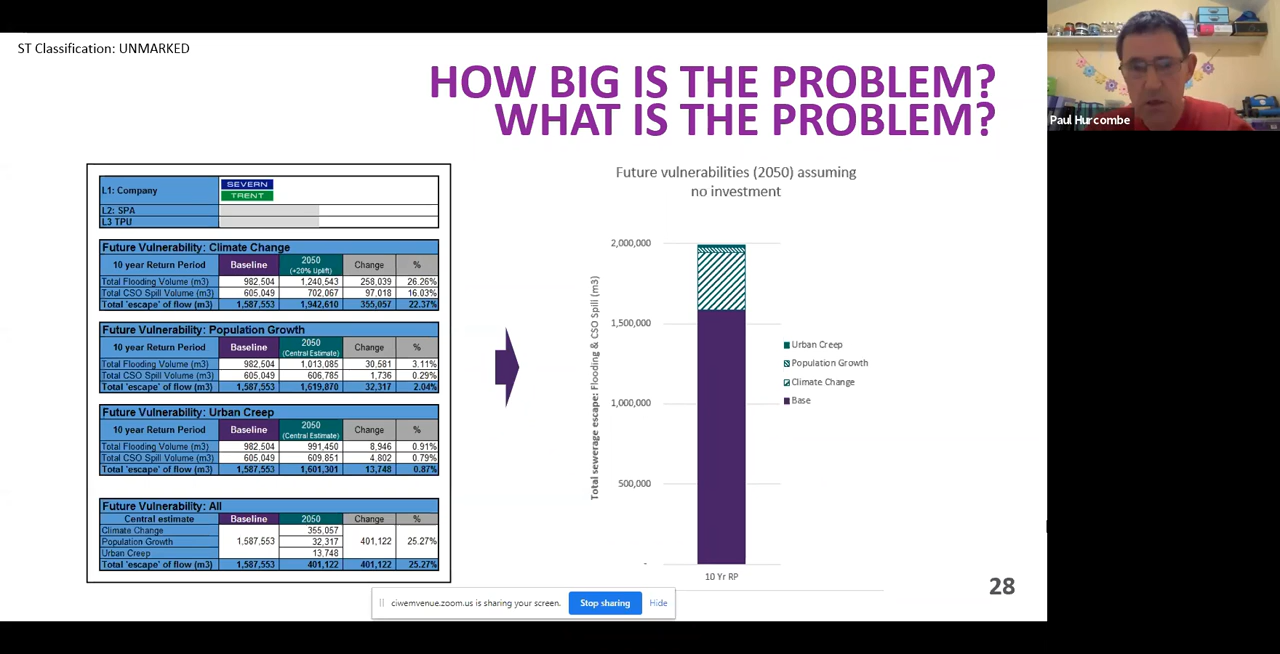 ST Classification: UNMARKED
HOW BIG IS THE PROBLEM?
WHAT IS THE PROBLEM?
Paul Hurcombe
L1: Company
SEVERN
TRENT
L2: SPA
L3 TPU
Future Vulnerability: Climate Change
10 year Return Period Baseline 2050 (+20% Uplift) Change %
Total Flooding Volume (m3) 982,504 1,240,543 258,039 26.26%
Total CSO Spill Volume (m3) 605,049 702,067 97,018 16.03%
Total 'escape' of flow (m3) 1,587,553 1,942,610 355,057 22.37%
Future Vulnerability: Population Growth
10 year Return Period Baseline 2050 (Central Estimate) Change %
Total Flooding Volume (m3) 982,504 1,013,085 30,581 3.11%
Total CSO Spill Volume (m3) 605,049 606,785 1,736 0.29%
Total 'escape' of flow (m3) 1,587,553 1,619,870 32,317 2.04%
Future Vulnerability: Urban Creep
10 year Return Period Baseline 2050 (Central Estimate) Change %
Total Flooding Volume (m3) 982,504 991,450 8,946 0.91%
Total CSO Spill Volume (m3) 605,049 609,851 4,802 0.79%
Total 'escape' of flow (m3) 1,587,553 1,601,301 13,748 0.87%
Future Vulnerability: All
Central estimate Baseline 2050 Change %
Climate Change 355,057
Population Growth 1,587,553 32,317 401,122 25.27%
Urban Creep 13,748
Total 'escape' of flow (m3) 1,587,553 401,122 401,122 25.27%
Future vulnerabilities (2050) assuming
no investment
Total sewerage escape: Flooding & CSO Spill (m3)
2,000,000
1,500,000
1,000,000
500,000
-
10 Yr RP
Urban Creep
Population Growth
Climate Change
Base
28
ciwemvenue.zoom.us is sharing your screen. Stop sharing Hide